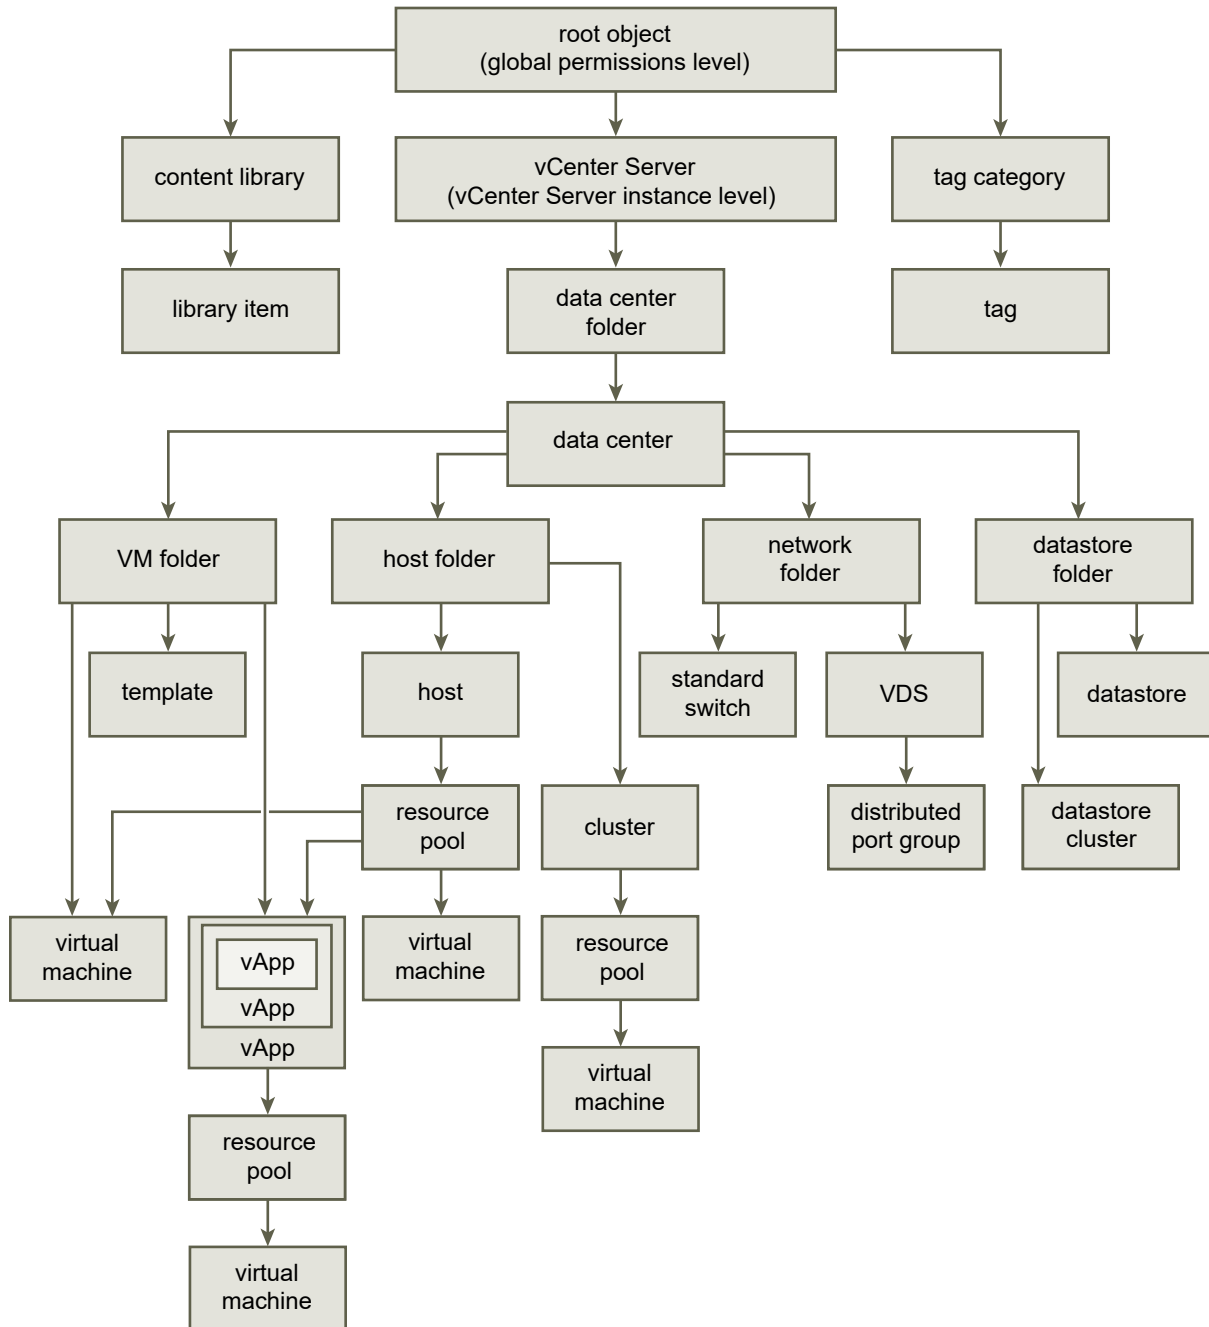 root object
(global permissions level)
content library
vCenter Server
(vCenter Server instance level)
tag category
library item
data center
folder
tag
data center
VM folder
host folder
network
folder
datastore
folder
template
host
standard
switch
VDS
datastore
resource
pool
cluster
distributed
port group
datastore
cluster
virtual
machine
vApp
vApp
vApp
virtual
machine
resource
pool
virtual
machine
resource
pool
virtual
machine